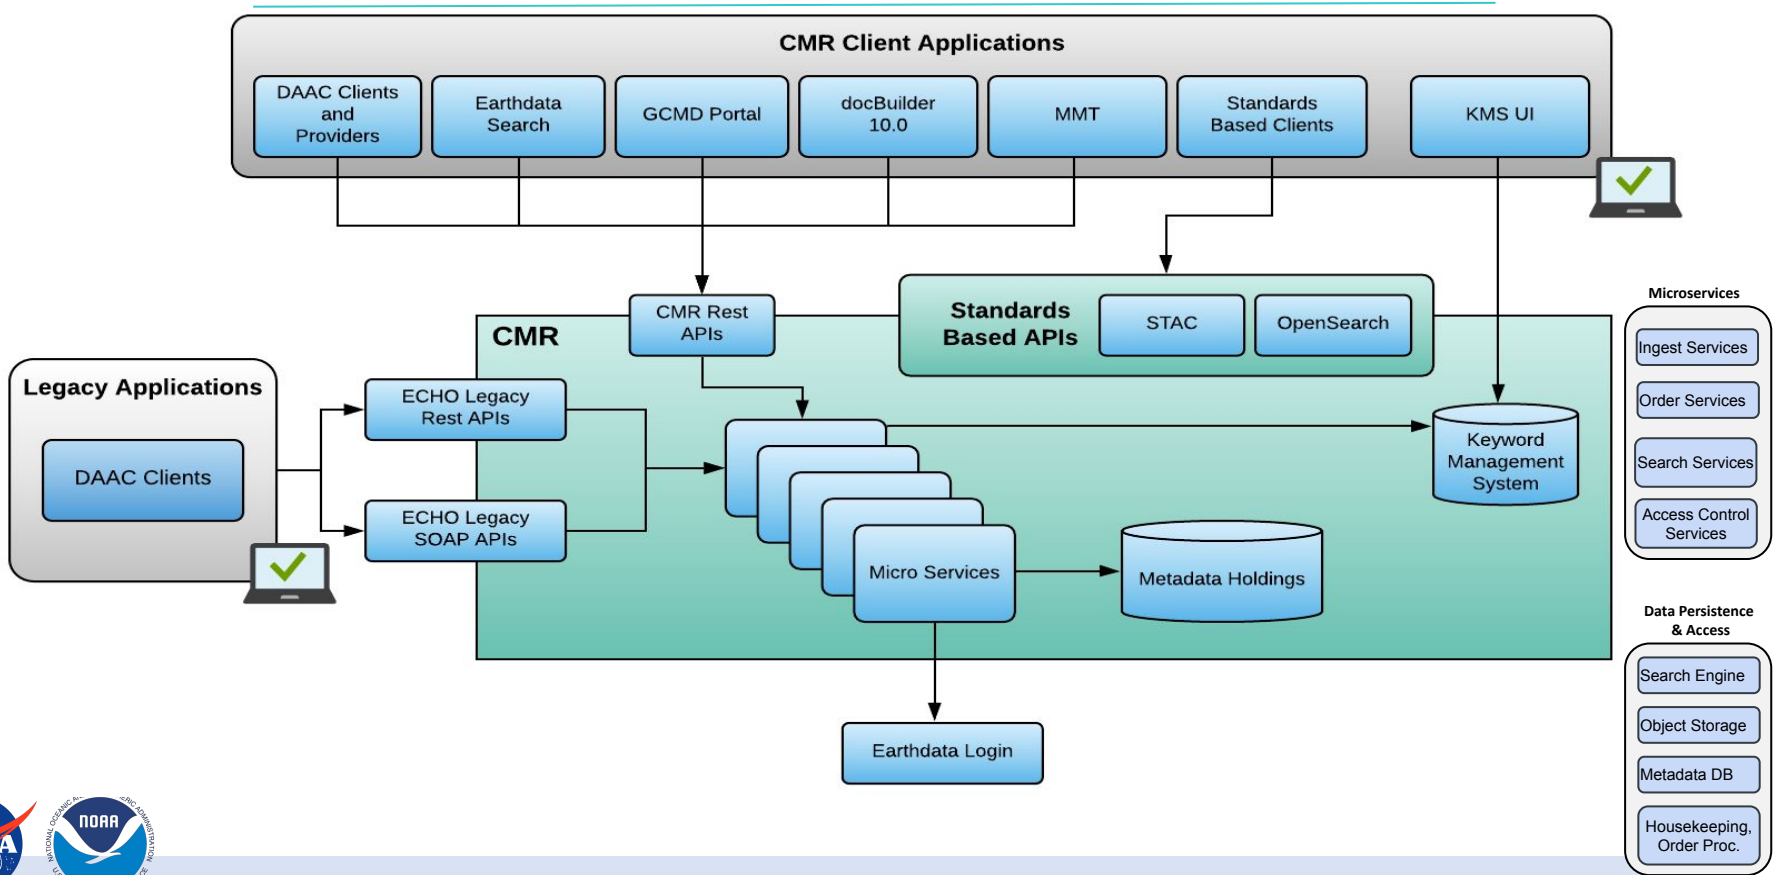 CMR Client Applications
DAAC Clients
and
Providers
Earthdata
Search
GCMD Portal
docBuilder
10.0
MMT
Standards
Based Clients
KMS UI
CMR Rest
APIs
Standards
Based APIs
STAC
OpenSearch
CMR
Legacy Applications
DAAC Clients
ECHO Legacy
Rest APIs
ECHO Legacy
SOAP APIs
Micro Services
Metadata Holdings
Keyword
Management
System
Earthdata Login
Microservices
Ingest Services
Order Services
Search Services
Access Control
Services
Data Persistence
& Access
Search Engine
Object Storage
Metadata DB
Housekeeping,
Order Proc.
NOAA